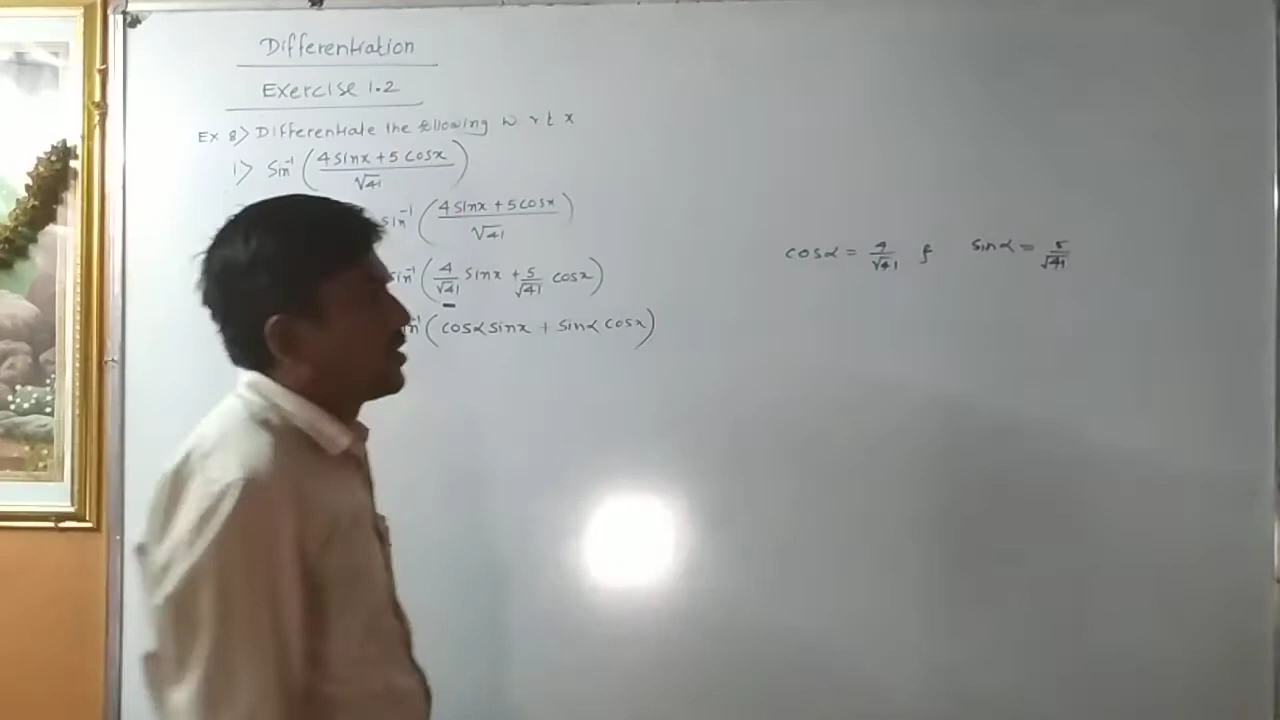 Differentiation
Exercise 1.2
Ex 8> Differentiate the following w r t x
1> Sin⁻¹ ( (4 sinx + 5 cosx) / √41 )
sin⁻¹ ( (4 sinx + 5 cosx) / √41 )
cosα = 4/√41 & sinα = 5/√41
sin⁻¹ ( 4/√41 sinx + 5/√41 cosx )
( cosα sinx + sinα cosx )